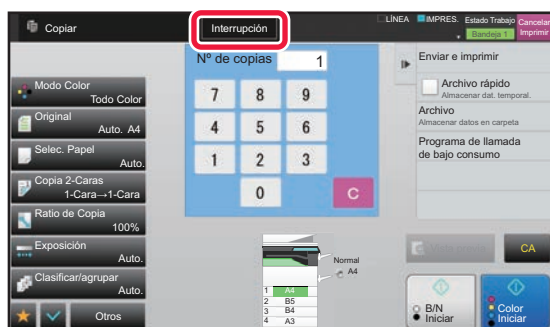 Copiar
Interrupción
LÍNEA
IMPRES.
Estado Trabajo
Bandeja 1
Cancelar
Imprimir
Nº de copias
1
7 8 9
4 5 6
1 2 3
0
C
Modo Color
Todo Color
Original
Auto. A4
Selec. Papel
Auto.
Copia 2-Caras
1-Cara→1-Cara
Ratio de Copia
100%
Exposición
Auto.
Clasificar/agrupar
Auto.
Otros
Enviar e imprimir
Archivo rápido
Almacenar dat. temporal.
Archivo
Almacenar datos en carpeta
Programa de llamada
de bajo consumo
Normal
A4
1 A4
2 B5
3 B4
4 A3
CA
B/N
Iniciar
Color
Iniciar